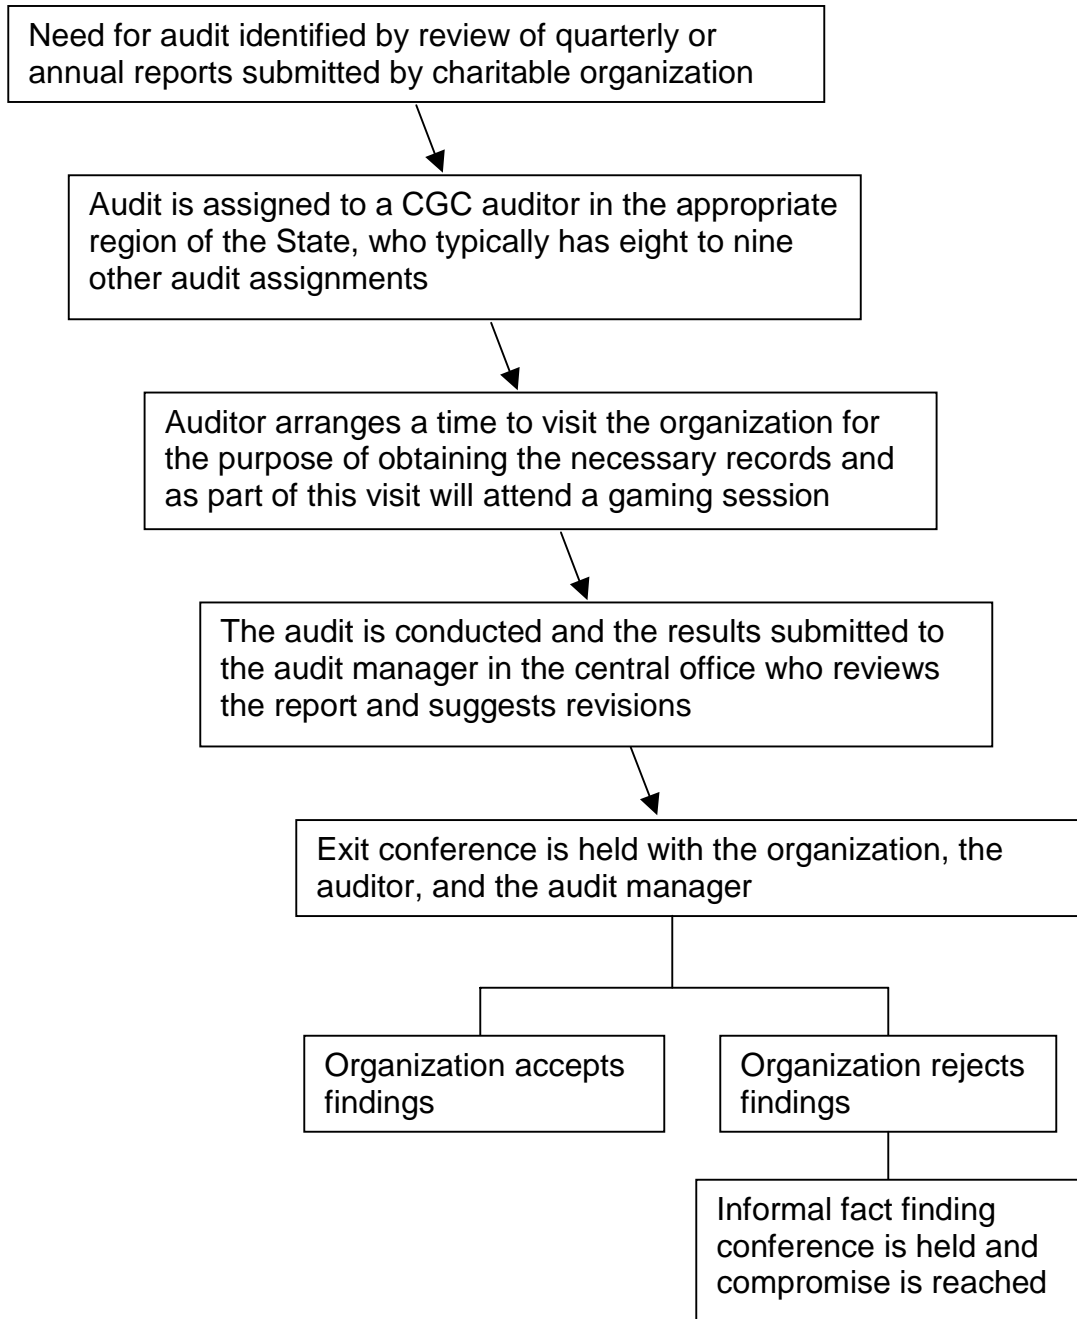 Need for audit identified by review of quarterly or
annual reports submitted by charitable organization
Audit is assigned to a CGC auditor in the appropriate
region of the State, who typically has eight to nine
other audit assignments
Auditor arranges a time to visit the organization for
the purpose of obtaining the necessary records and
as part of this visit will attend a gaming session
The audit is conducted and the results submitted to
the audit manager in the central office who reviews
the report and suggests revisions
Exit conference is held with the organization, the
auditor, and the audit manager
Organization accepts
findings
Organization rejects
findings
Informal fact finding
conference is held and
compromise is reached